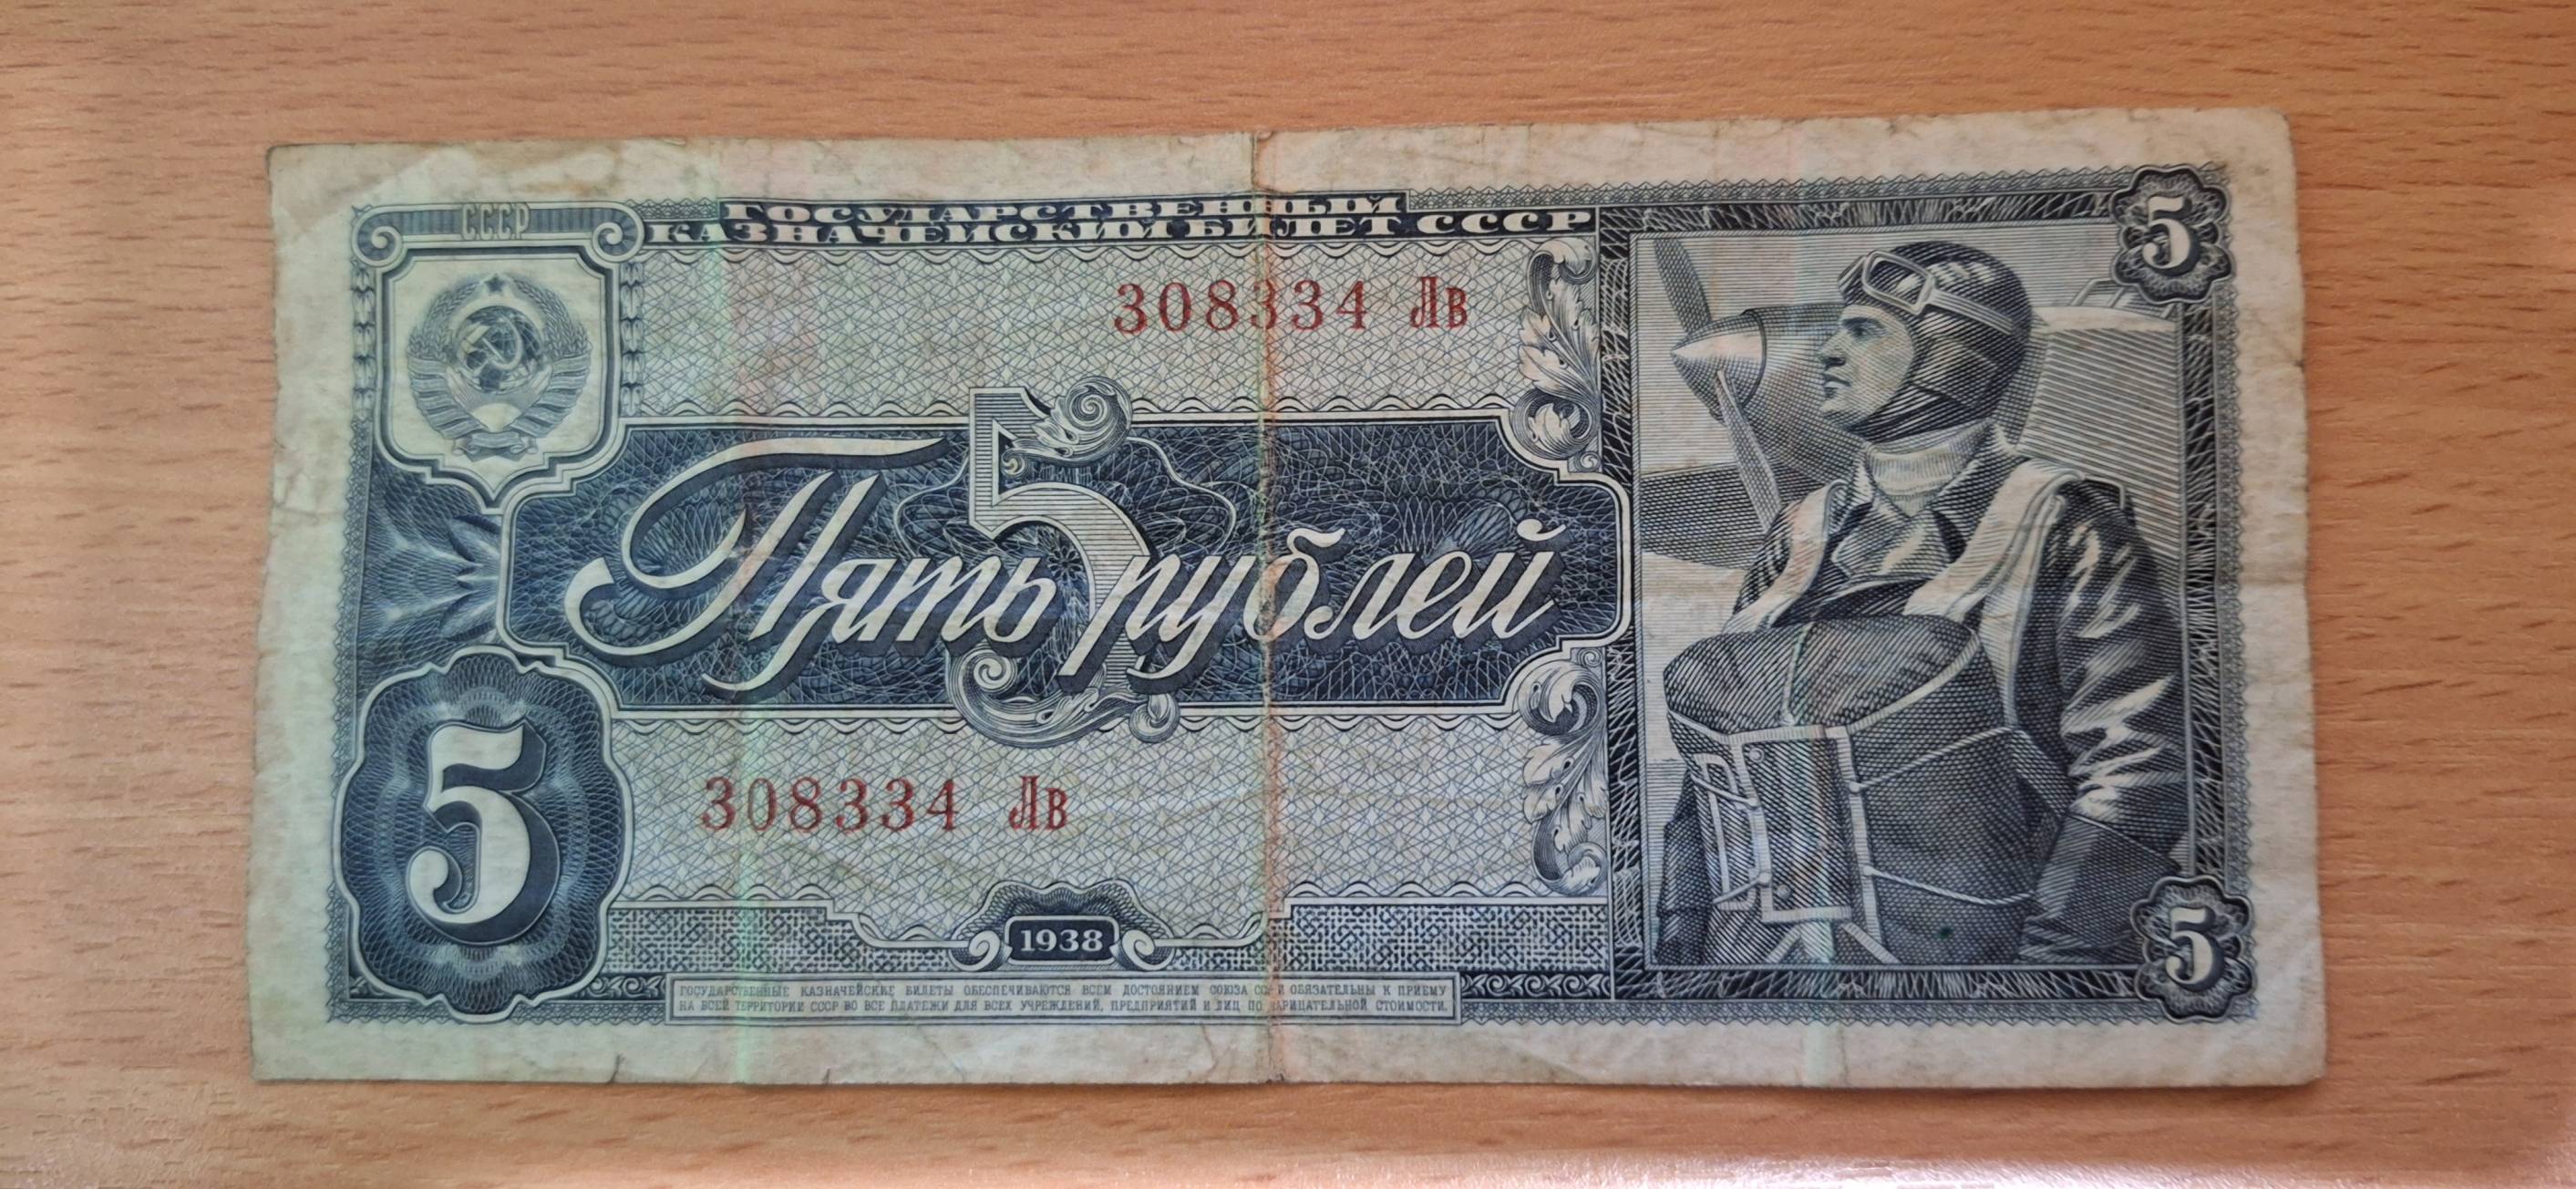 СССР
ГОСУДАРСТВЕННЫЙ
КАЗНАЧЕЙСКИЙ БИЛЕТ СССР
5
308334 Лв
5
Пять рублей
308334 Лв
5
1938
5
ГОСУДАРСТВЕННЫЕ КАЗНАЧЕЙСКИЕ БИЛЕТЫ ОБЕСПЕЧИВАЮТСЯ ВСЕМ ДОСТОЯНИЕМ СОЮЗА ССР И ОБЯЗАТЕЛЬНЫ К ПРИЕМУ
НА ВСЕЙ ТЕРРИТОРИИ СССР ВО ВСЕ ПЛАТЕЖИ ДЛЯ ВСЕХ УЧРЕЖДЕНИЙ, ПРЕДПРИЯТИЙ И ЛИЦ ПО НАРИЦАТЕЛЬНОЙ СТОИМОСТИ.